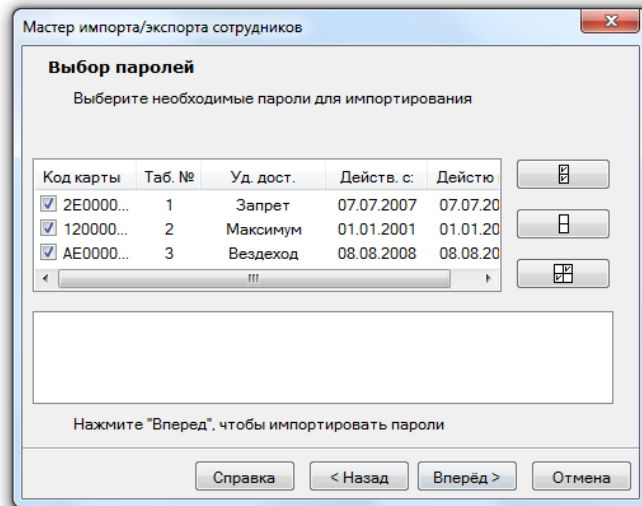 Мастер импорта/экспорта сотрудников
Выбор паролей
Выберите необходимые пароли для импортирования
Код карты Таб. № Уд. дост. Действ. с: Действ
2E0000... 1 Запрет 07.07.2007 07.07.20
120000... 2 Максимум 01.01.2001 01.01.20
AE0000... 3 Вездеход 08.08.2008 08.08.20
Нажмите "Вперед", чтобы импортировать пароли
Справка < Назад Вперёд > Отмена